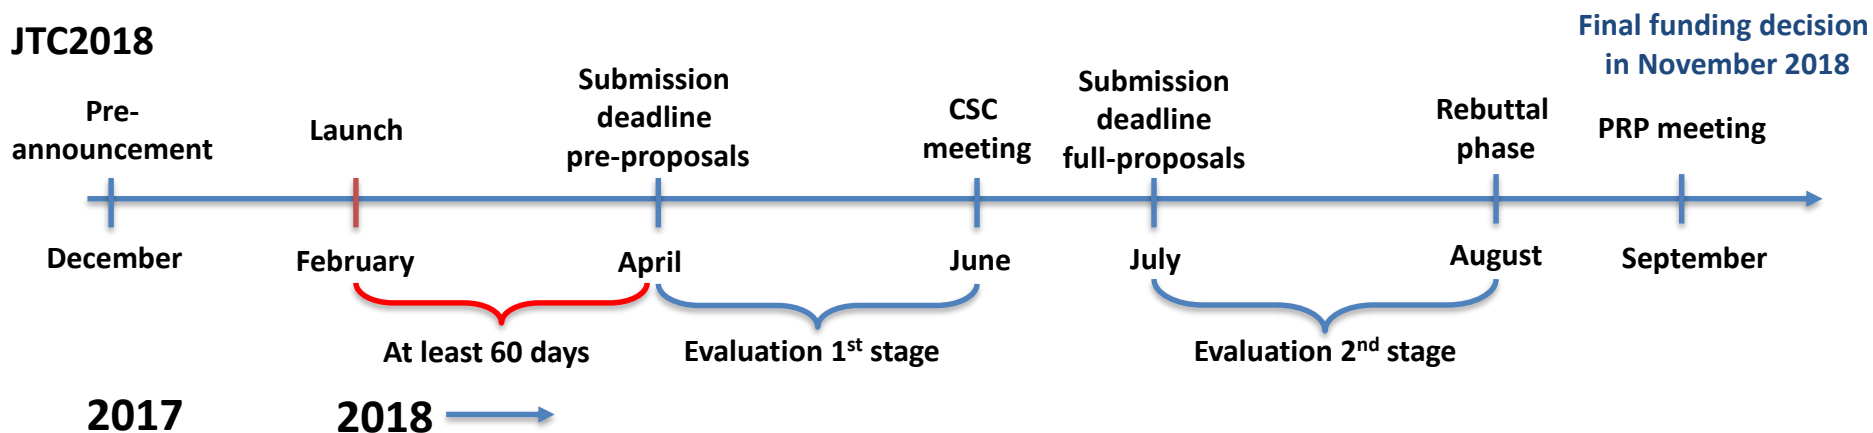 JTC2018
Final funding decision
in November 2018
Pre-
announcement
Launch
Submission
deadline
pre-proposals
CSC
meeting
Submission
deadline
full-proposals
Rebuttal
phase
PRP meeting
December
February
April
June
July
August
September
At least 60 days
Evaluation 1st stage
Evaluation 2nd stage
2017
2018